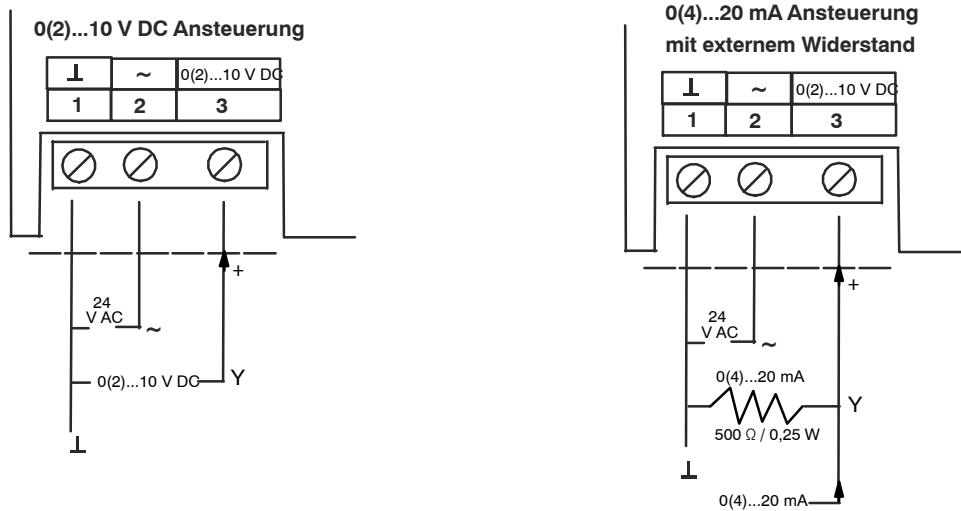 0(2)...10 V DC Ansteuerung
⊥ ~ 0(2)...10 V DC
1 2 3
+
24
V AC
~
0(2)...10 V DC Y
⊥
0(4)...20 mA Ansteuerung
mit externem Widerstand
⊥ ~ 0(2)...10 V DC
1 2 3
+
24
V AC
~
0(4)...20 mA
Y
500 Ω / 0,25 W
⊥
0(4)...20 mA